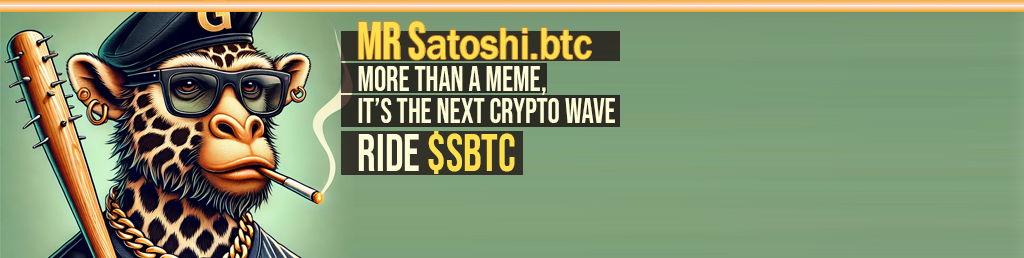 G
MR Satoshi.btc
MORE THAN A MEME,
IT'S THE NEXT CRYPTO WAVE
RIDE $SBTC